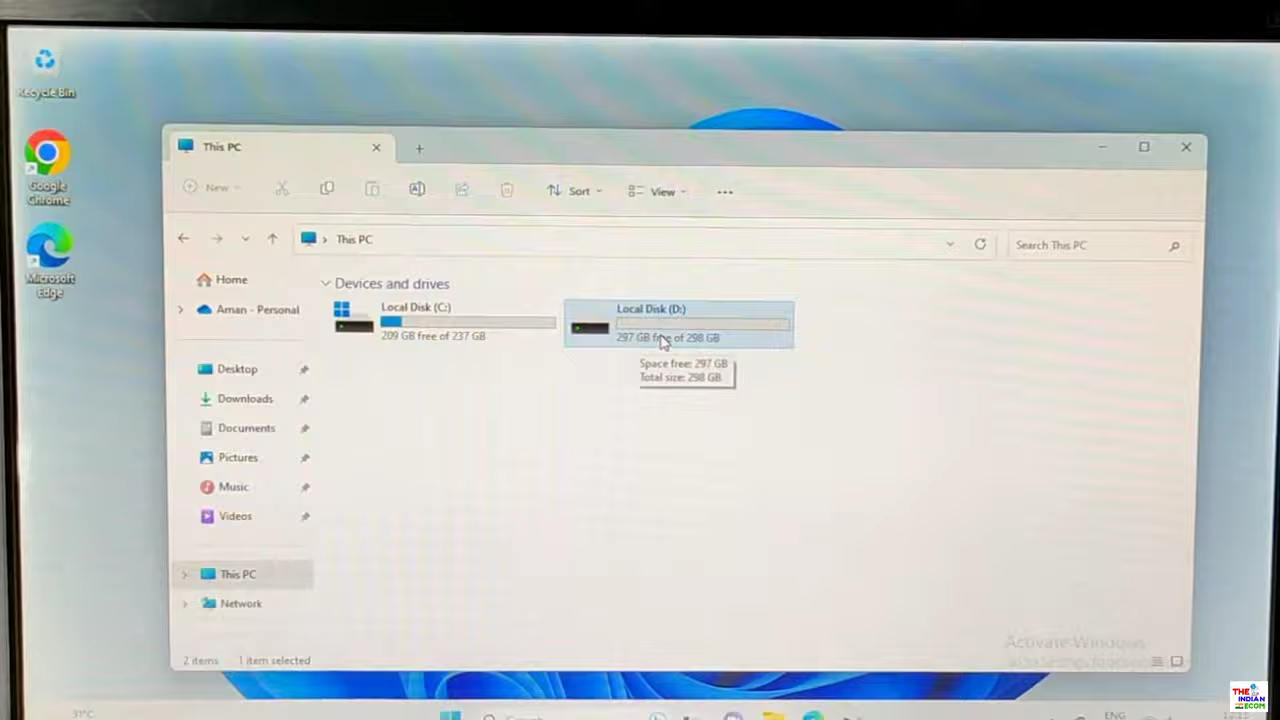 Recycle Bin
Google
Chrome
Microsoft
Edge
This PC
New
Sort
View
This PC
Search This PC
Home
Aman - Personal
Desktop
Downloads
Documents
Pictures
Music
Videos
This PC
Network
Devices and drives
Local Disk (C:)
209 GB free of 237 GB
Local Disk (D:)
297 GB free of 298 GB
Space free: 297 GB
Total size: 298 GB
2 items
1 item selected
Activate Windows
31°C
ENG
THE
INDIAN
ECOM